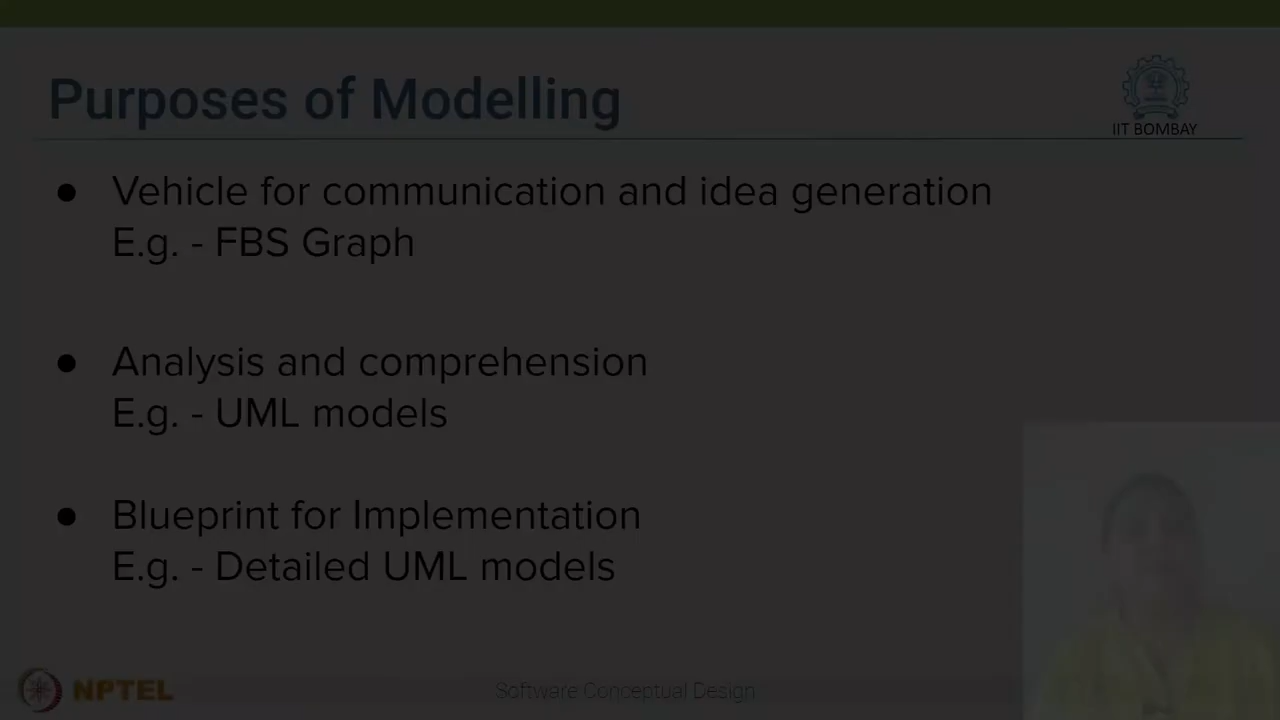 Purposes of Modelling
IIT BOMBAY
● Vehicle for communication and idea generation
E.g. - FBS Graph
● Analysis and comprehension
E.g. - UML models
● Blueprint for Implementation
E.g. - Detailed UML models
NPTEL
Software Conceptual Design